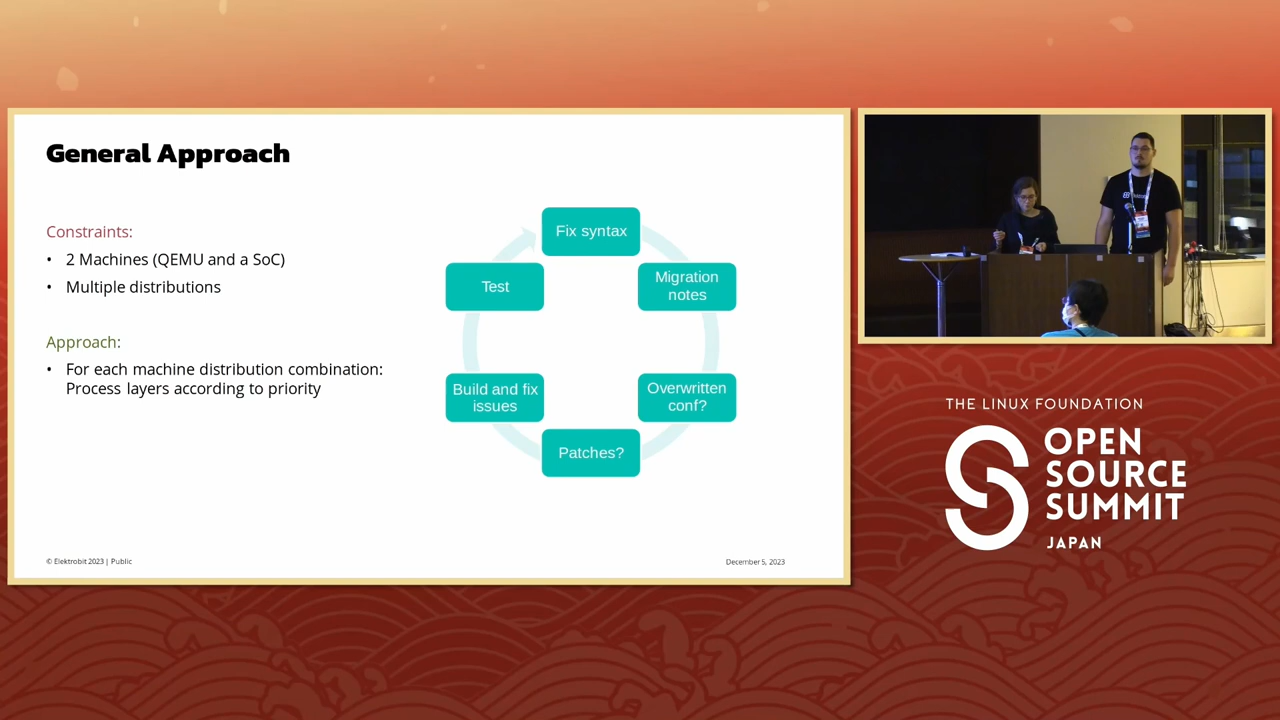 General Approach
Constraints:
• 2 Machines (QEMU and a SoC)
• Multiple distributions
Approach:
• For each machine distribution combination:
Process layers according to priority
Fix syntax
Migration
notes
Overwritten
conf?
Patches?
Build and fix
issues
Test
© Elektrobit 2023 | Public
December 5, 2023
THE LINUX FOUNDATION
OPEN
SOURCE
SUMMIT
JAPAN